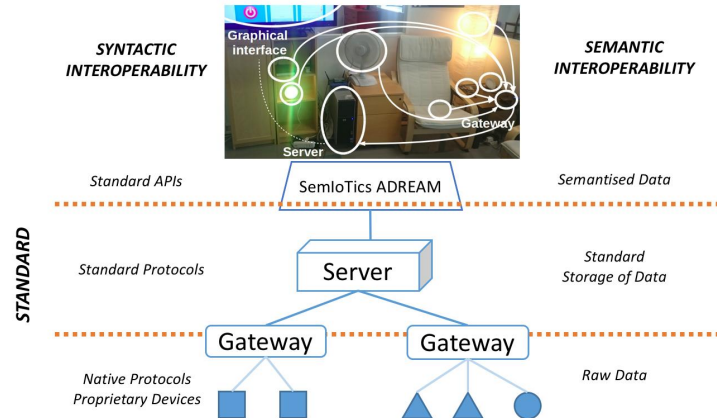 SYNTACTIC
INTEROPERABILITY
Graphical
interface
Server
Gateway
SEMANTIC
INTEROPERABILITY
Standard APIs
SemIoTics ADREAM
Semantised Data
STANDARD
Standard Protocols
Server
Standard
Storage of Data
Gateway
Gateway
Native Protocols
Proprietary Devices
Raw Data